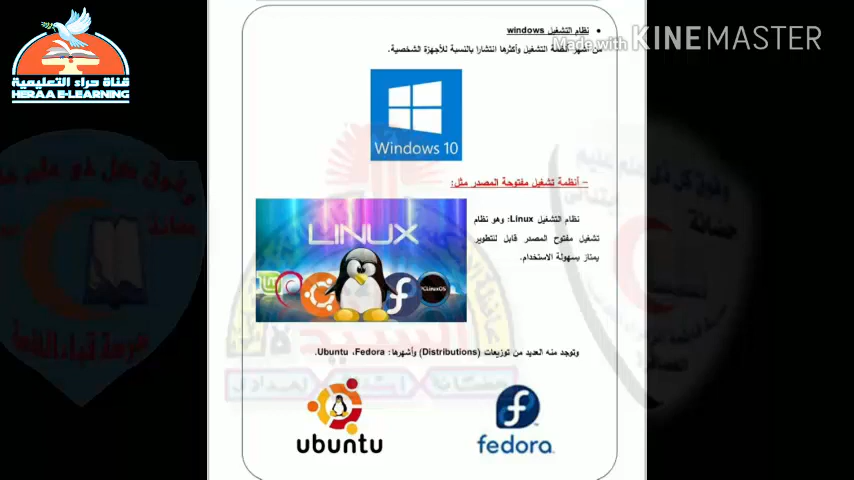 قناة حراء التعليمية
HERAA E-LEARNING
Made with KINEMASTER
• نظام التشغيل windows
من أشهر أنظمة التشغيل وأكثرها انتشارا بالنسبة للأجهزة الشخصية.
Windows 10
- أنظمة تشغيل مفتوحة المصدر مثل:
LINUX
نظام التشغيل Linux: وهو نظام
تشغيل مفتوح المصدر قابل للتطوير
يمتاز بسهولة الاستخدام.
PCLinuxOS
وتوجد منه العديد من توزيعات (Distributions) وأشهرها: Ubuntu ،Fedora.
ubuntu
fedora